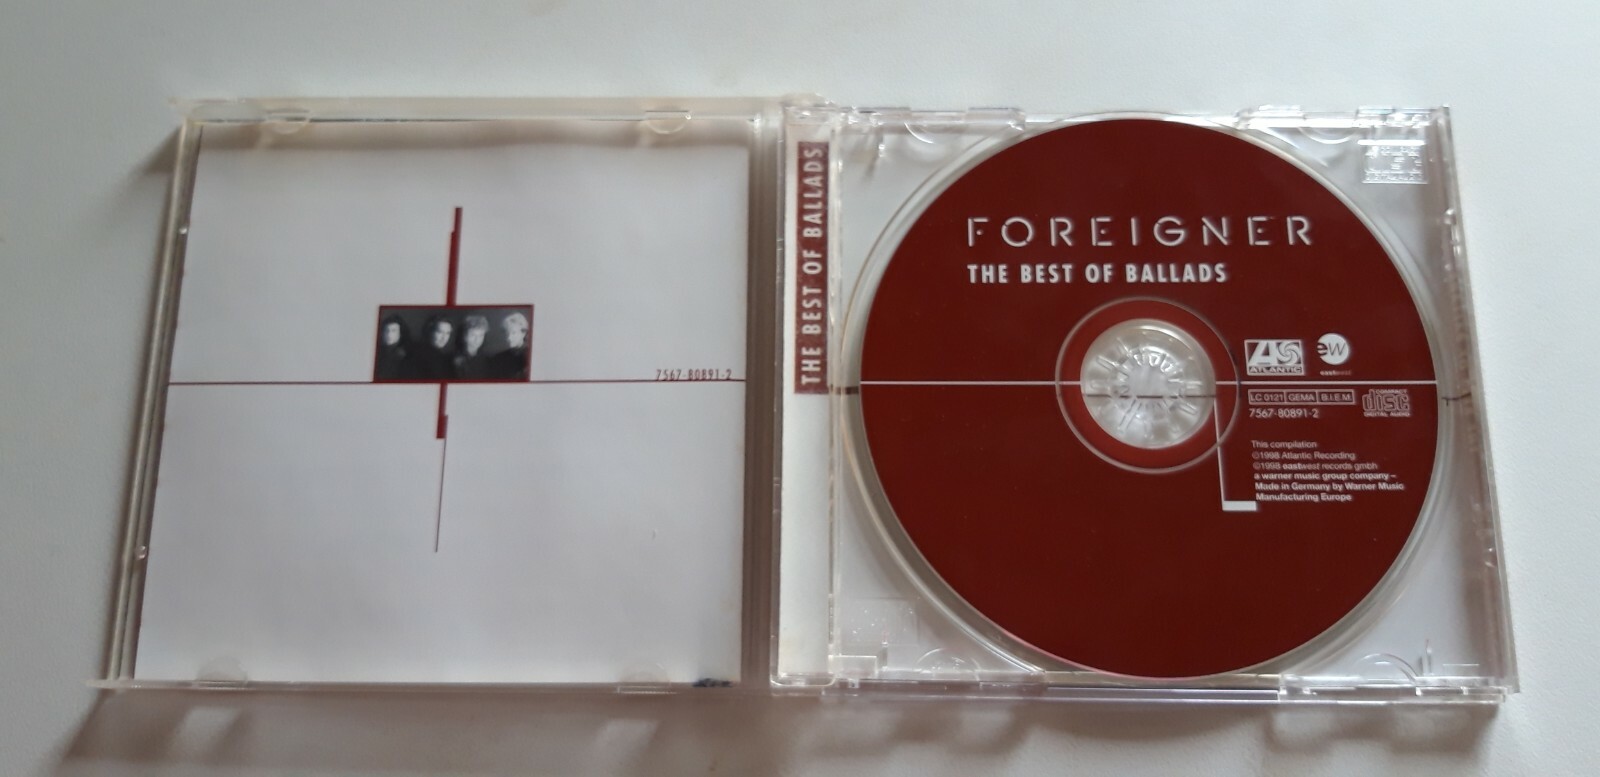 7567-80891-2
THE BEST OF BALLADS
FOREIGNER
THE BEST OF BALLADS
ATLANTIC
ew
eastwest
LC 0121 GEMA B.I.E.M.
COMPACT
disc
DIGITAL AUDIO
7567-80891-2
This compilation
℗1998 Atlantic Recording
©1998 eastwest records gmbh
a warner music group company –
Made in Germany by Warner Music
Manufacturing Europe